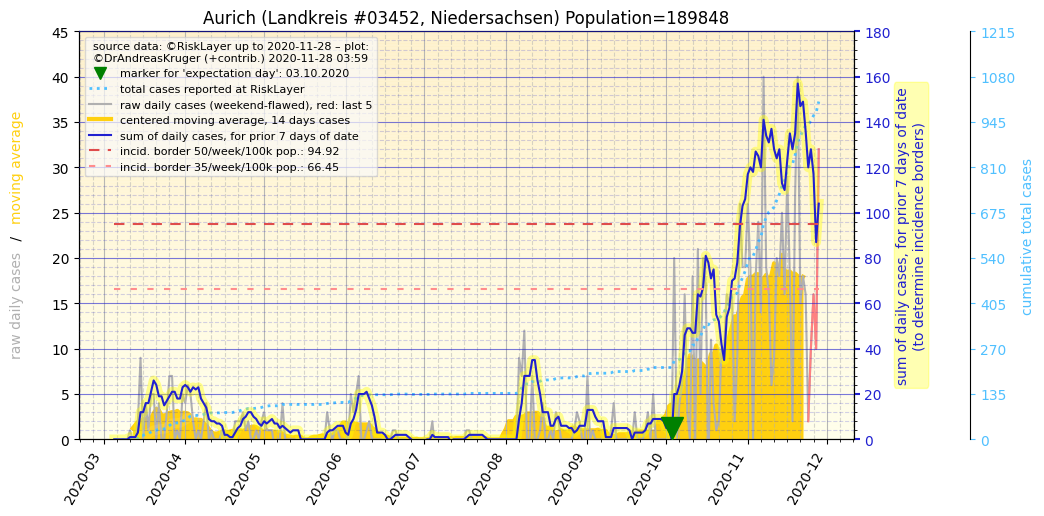 Aurich (Landkreis #03452, Niedersachsen) Population=189848
source data: ©RiskLayer up to 2020-11-28 – plot:
©DrAndreasKruger (+contrib.) 2020-11-28 03:59
marker for 'expectation day': 03.10.2020
total cases reported at RiskLayer
raw daily cases (weekend-flawed), red: last 5
centered moving average, 14 days cases
sum of daily cases, for prior 7 days of date
incid. border 50/week/100k pop.: 94.92
incid. border 35/week/100k pop.: 66.45
raw daily cases / moving average
45
40
35
30
25
20
15
10
5
0
180
160
140
120
100
80
60
40
20
0
sum of daily cases, for prior 7 days of date
(to determine incidence borders)
1215
1080
945
810
675
540
405
270
135
0
cumulative total cases
2020-03
2020-04
2020-05
2020-06
2020-07
2020-08
2020-09
2020-10
2020-11
2020-12